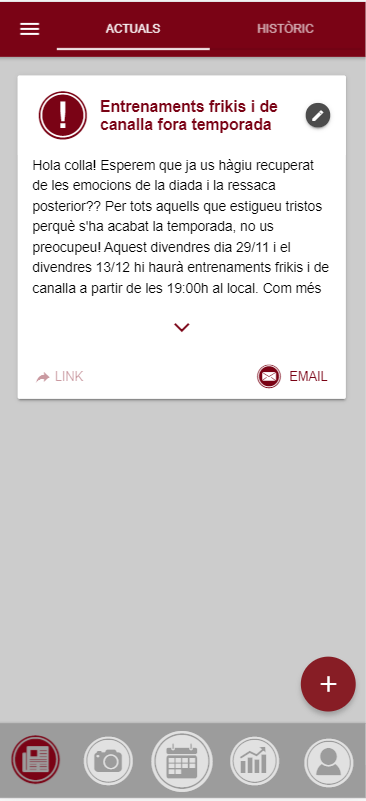 ACTUALS
HISTÒRIC
Entrenaments frikis i de
canalla fora temporada
Hola colla! Esperem que ja us hàgiu recuperat
de les emocions de la diada i la ressaca
posterior?? Per tots aquells que estigueu tristos
perquè s'ha acabat la temporada, no us
preocupeu! Aquest divendres dia 29/11 i el
divendres 13/12 hi haurà entrenaments frikis i de
canalla a partir de les 19:00h al local. Com més
LINK
EMAIL